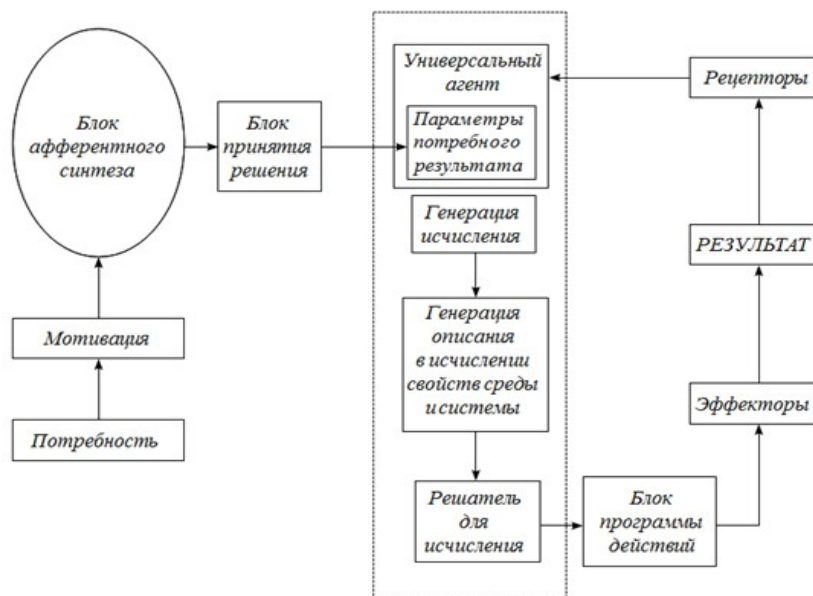 Блок
афферентного
синтеза
Блок
принятия
решения
Универсальный
агент
Параметры
потребного
результата
Рецепторы
Генерация
исчисления
РЕЗУЛЬТАТ
Мотивация
Генерация
описания
в исчислении
свойств среды
и системы
Эффекторы
Потребность
Решатель
для
исчисления
Блок
программы
действий